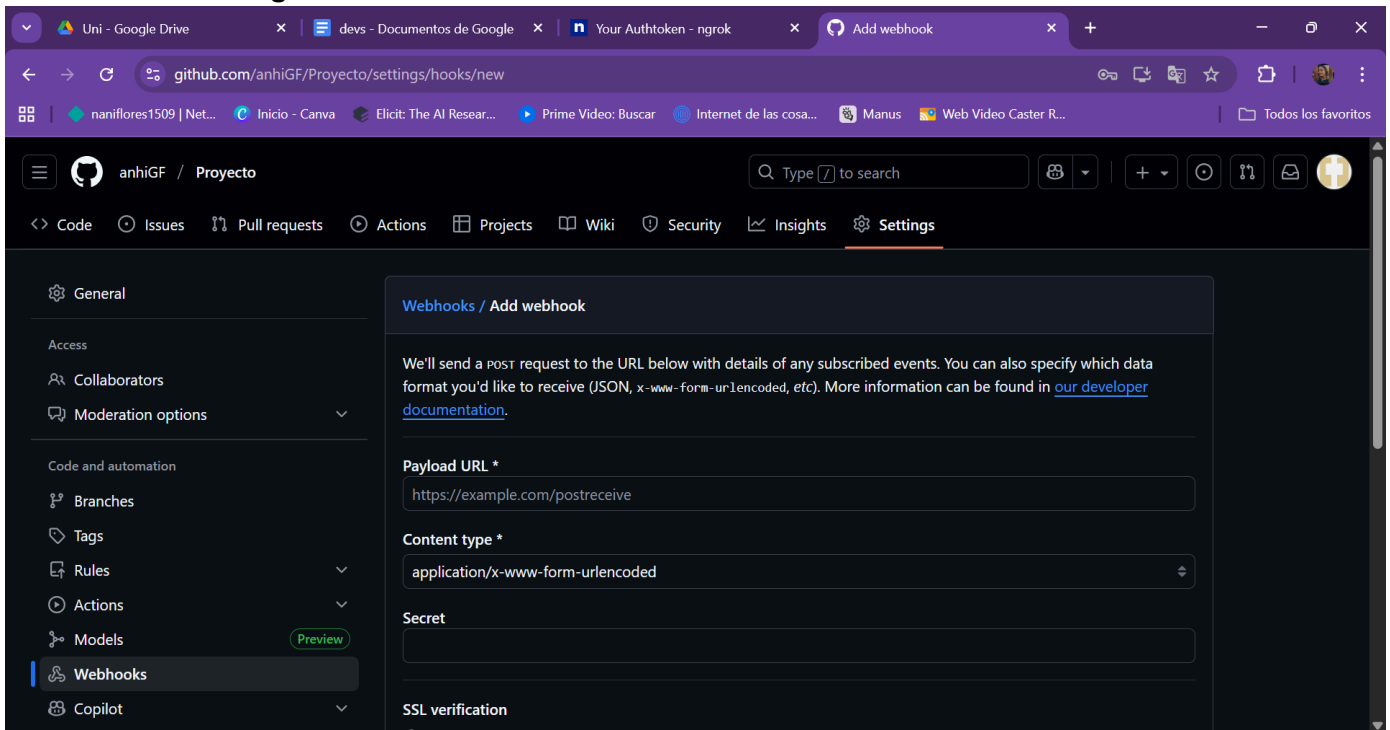 Uni - Google Drive
devs - Documentos de Google
n Your Authtoken - ngrok
Add webhook
github.com/anhiGF/Proyecto/settings/hooks/new
naniflores1509 | Net...
Inicio - Canva
Elicit: The AI Resear...
Prime Video: Buscar
Internet de las cosa...
Manus
Web Video Caster R...
Todos los favoritos
anhiGF / Proyecto
Type / to search
Code
Issues
Pull requests
Actions
Projects
Wiki
Security
Insights
Settings
General
Access
Collaborators
Moderation options
Code and automation
Branches
Tags
Rules
Actions
Models Preview
Webhooks
Copilot
Webhooks / Add webhook
We'll send a POST request to the URL below with details of any subscribed events. You can also specify which data
format you'd like to receive (JSON, x-www-form-urlencoded, etc). More information can be found in our developer
documentation.
Payload URL *
https://example.com/postreceive
Content type *
application/x-www-form-urlencoded
Secret
SSL verification